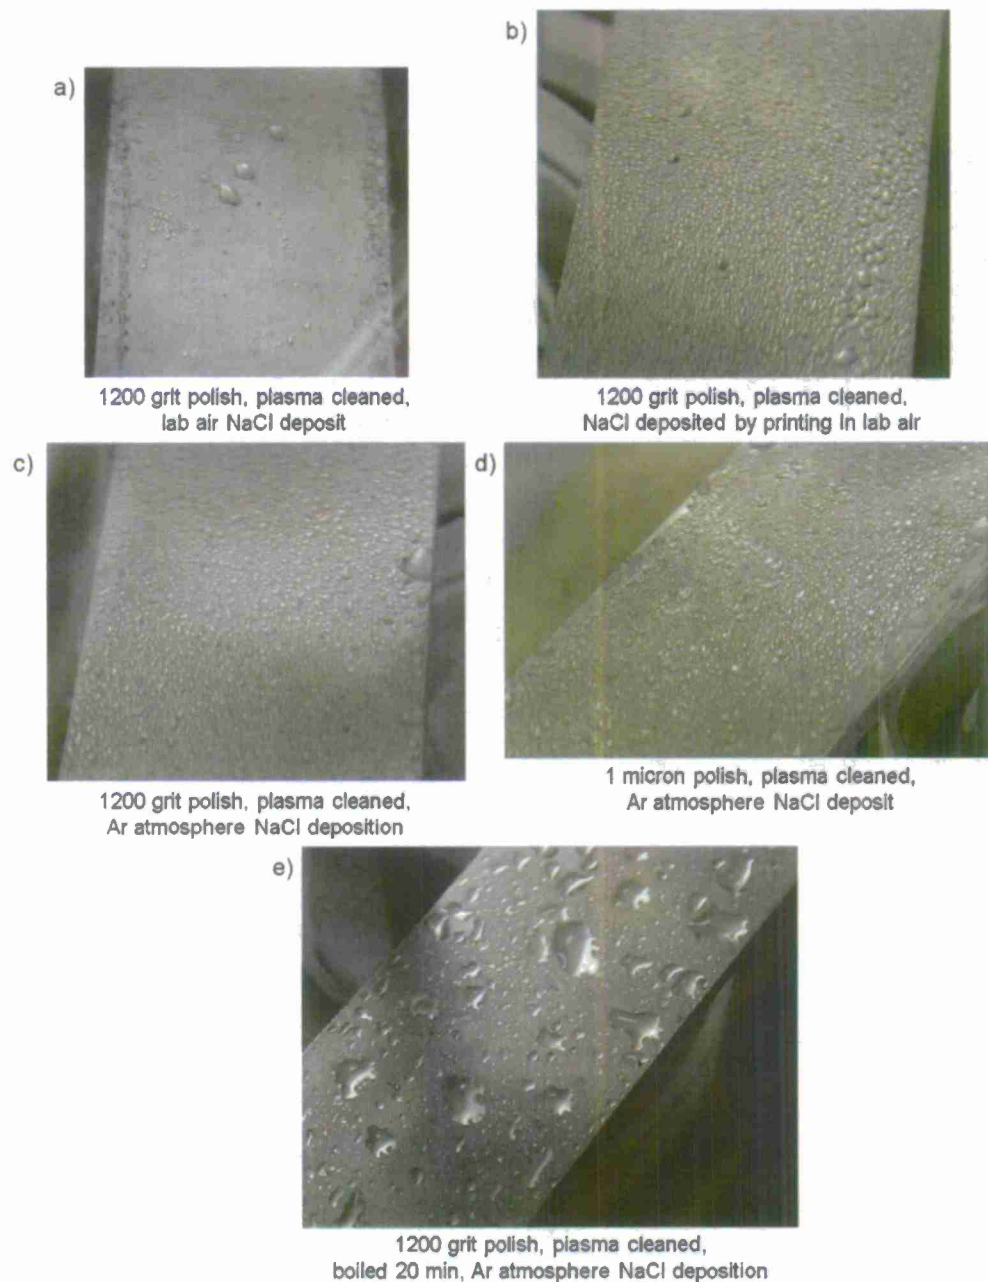 a)
1200 grit polish, plasma cleaned,
lab air NaCl deposit
b)
1200 grit polish, plasma cleaned,
NaCl deposited by printing in lab air
c)
1200 grit polish, plasma cleaned,
Ar atmosphere NaCl deposition
d)
1 micron polish, plasma cleaned,
Ar atmosphere NaCl deposit
e)
1200 grit polish, plasma cleaned,
boiled 20 min, Ar atmosphere NaCl deposition